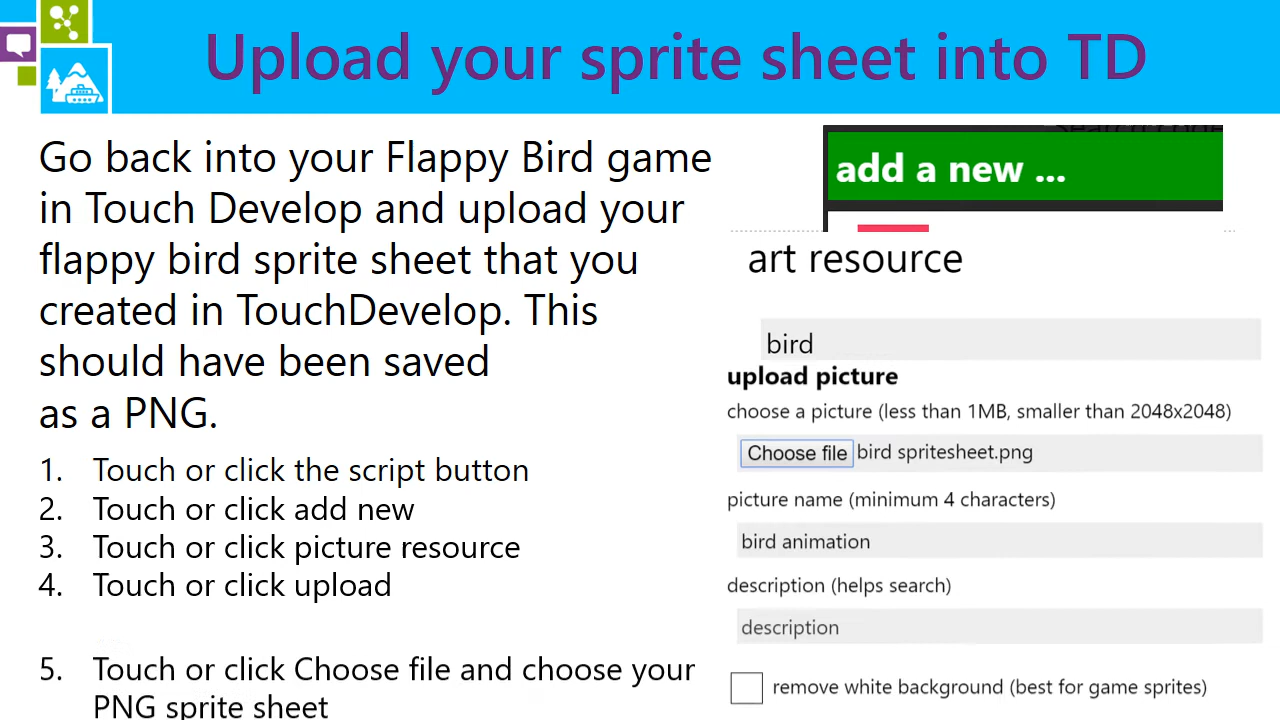 Upload your sprite sheet into TD
Go back into your Flappy Bird game
in Touch Develop and upload your
flappy bird sprite sheet that you
created in TouchDevelop. This
should have been saved
as a PNG.
1. Touch or click the script button
2. Touch or click add new
3. Touch or click picture resource
4. Touch or click upload
5. Touch or click Choose file and choose your
PNG sprite sheet
add a new ...
art resource
bird
upload picture
choose a picture (less than 1MB, smaller than 2048x2048)
Choose file bird spritesheet.png
picture name (minimum 4 characters)
bird animation
description (helps search)
description
remove white background (best for game sprites)